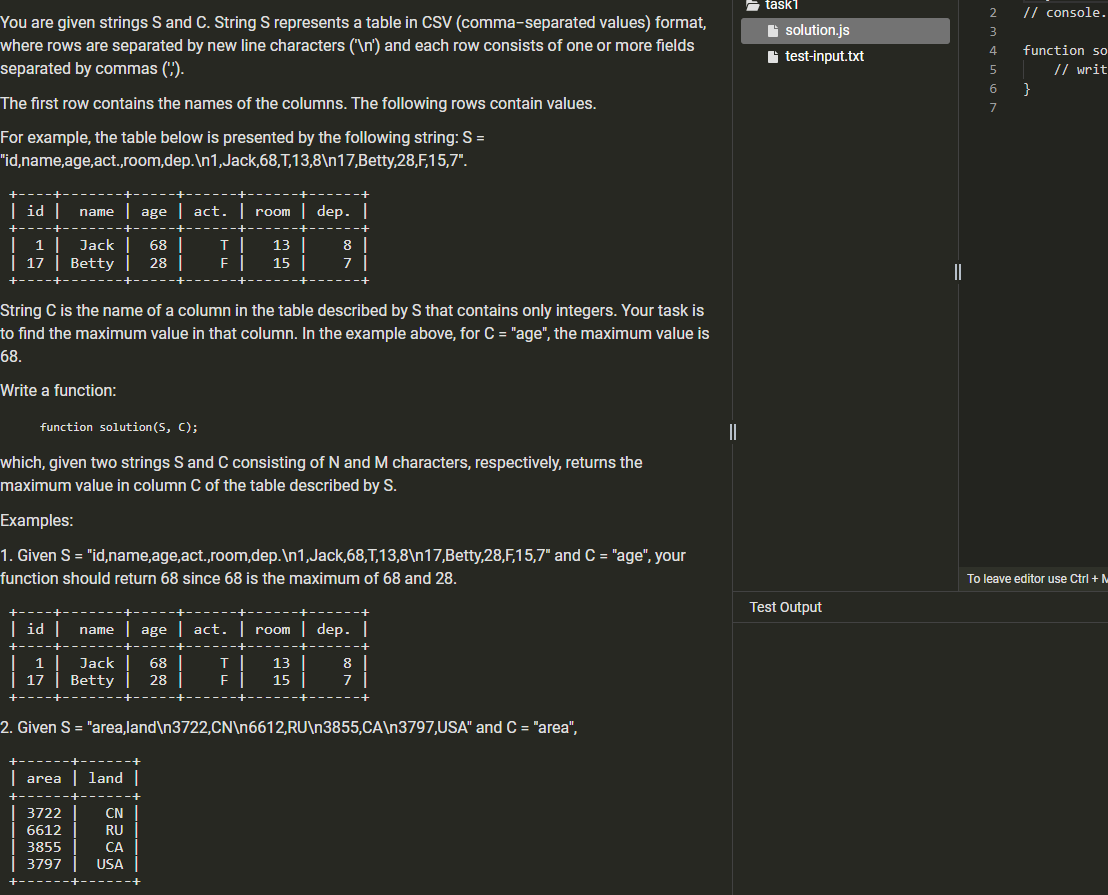 You are given strings S and C. String S represents a table in CSV (comma-separated values) format,
where rows are separated by new line characters ('\n') and each row consists of one or more fields
separated by commas (',').
The first row contains the names of the columns. The following rows contain values.
For example, the table below is presented by the following string: S =
"id,name,age,act.,room,dep.\n1,Jack,68,T,13,8\n17,Betty,28,F,15,7".
+----+-------+-----+------+------+------+
| id |  name | age | act. | room | dep. |
+----+-------+-----+------+------+------+
|  1 |  Jack |  68 |    T |   13 |    8 |
| 17 | Betty |  28 |    F |   15 |    7 |
+----+-------+-----+------+------+------+
String C is the name of a column in the table described by S that contains only integers. Your task is
to find the maximum value in that column. In the example above, for C = "age", the maximum value is
68.
Write a function:
function solution(S, C);
which, given two strings S and C consisting of N and M characters, respectively, returns the
maximum value in column C of the table described by S.
Examples:
1. Given S = "id,name,age,act.,room,dep.\n1,Jack,68,T,13,8\n17,Betty,28,F,15,7" and C = "age", your
function should return 68 since 68 is the maximum of 68 and 28.
+----+-------+-----+------+------+------+
| id |  name | age | act. | room | dep. |
+----+-------+-----+------+------+------+
|  1 |  Jack |  68 |    T |   13 |    8 |
| 17 | Betty |  28 |    F |   15 |    7 |
+----+-------+-----+------+------+------+
2. Given S = "area,land\n3722,CN\n6612,RU\n3855,CA\n3797,USA" and C = "area",
+------+------+
| area | land |
+------+------+
| 3722 |   CN |
| 6612 |   RU |
| 3855 |   CA |
| 3797 |  USA |
+------+------+
task1
solution.js
test-input.txt
2 // console.
3
4 function so
5 // writ
6 }
7
To leave editor use Ctrl + M
Test Output